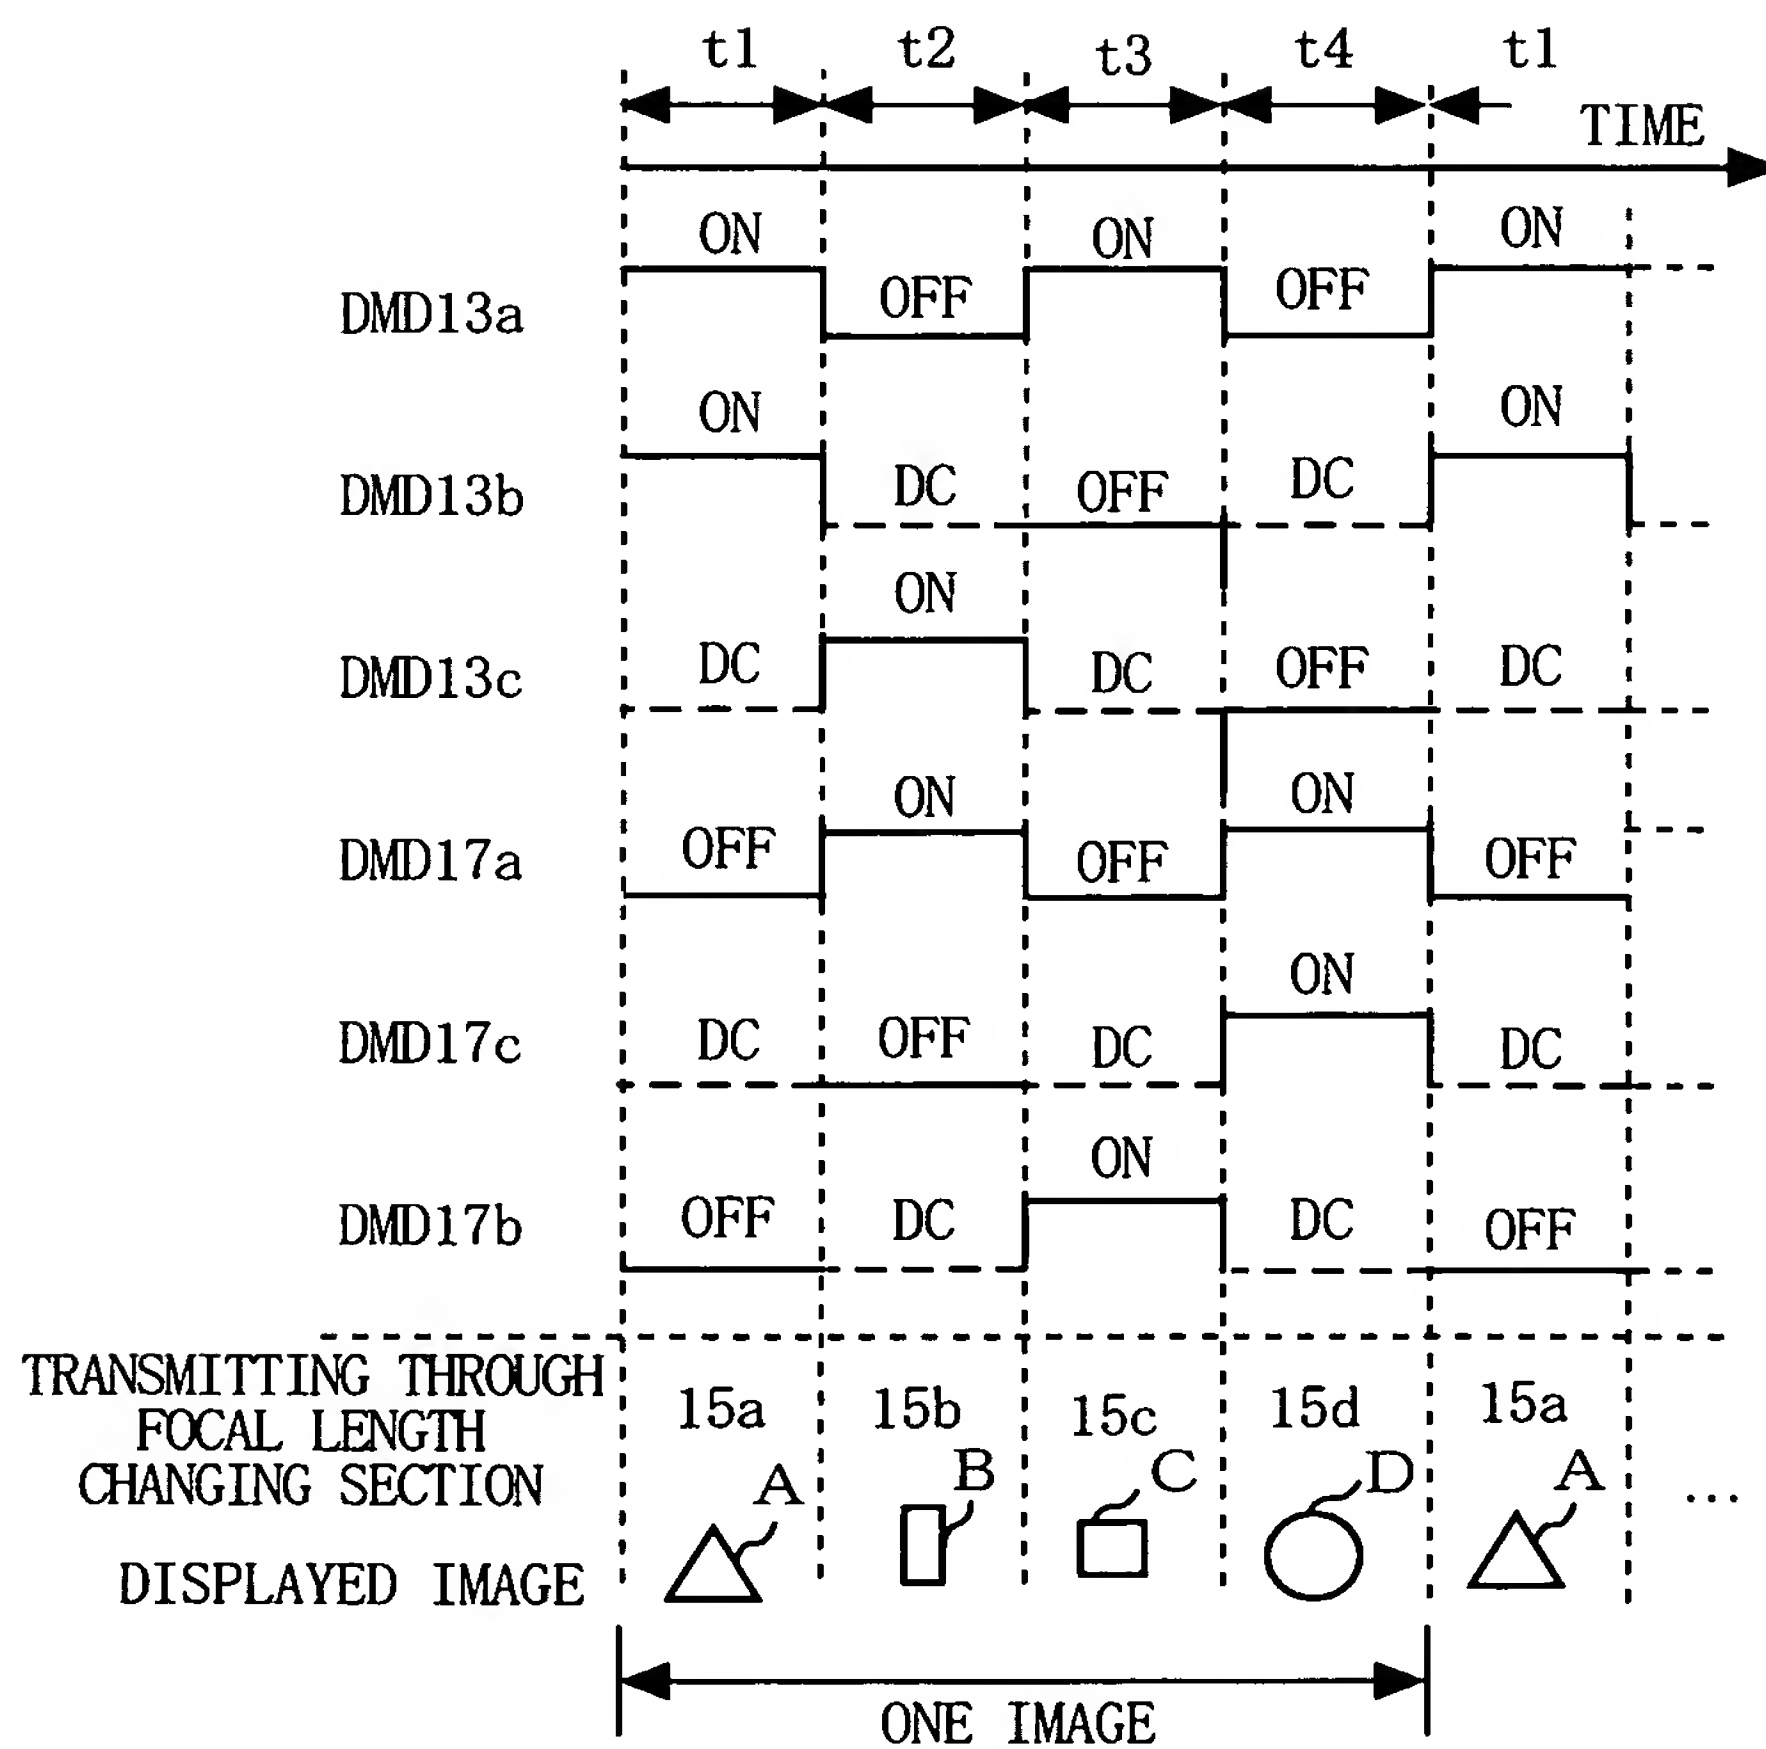 t1 t2 t3 t4 t1
TIME
ON ON ON
DMD13a OFF OFF
ON ON
DMD13b DC OFF DC
ON
DMD13c DC DC OFF DC
ON ON
DMD17a OFF OFF OFF
ON
DMD17c DC OFF DC DC
ON
DMD17b OFF DC DC OFF
TRANSMITTING THROUGH
FOCAL LENGTH
CHANGING SECTION
15a 15b 15c 15d 15a
A B C D A ...
DISPLAYED IMAGE
ONE IMAGE